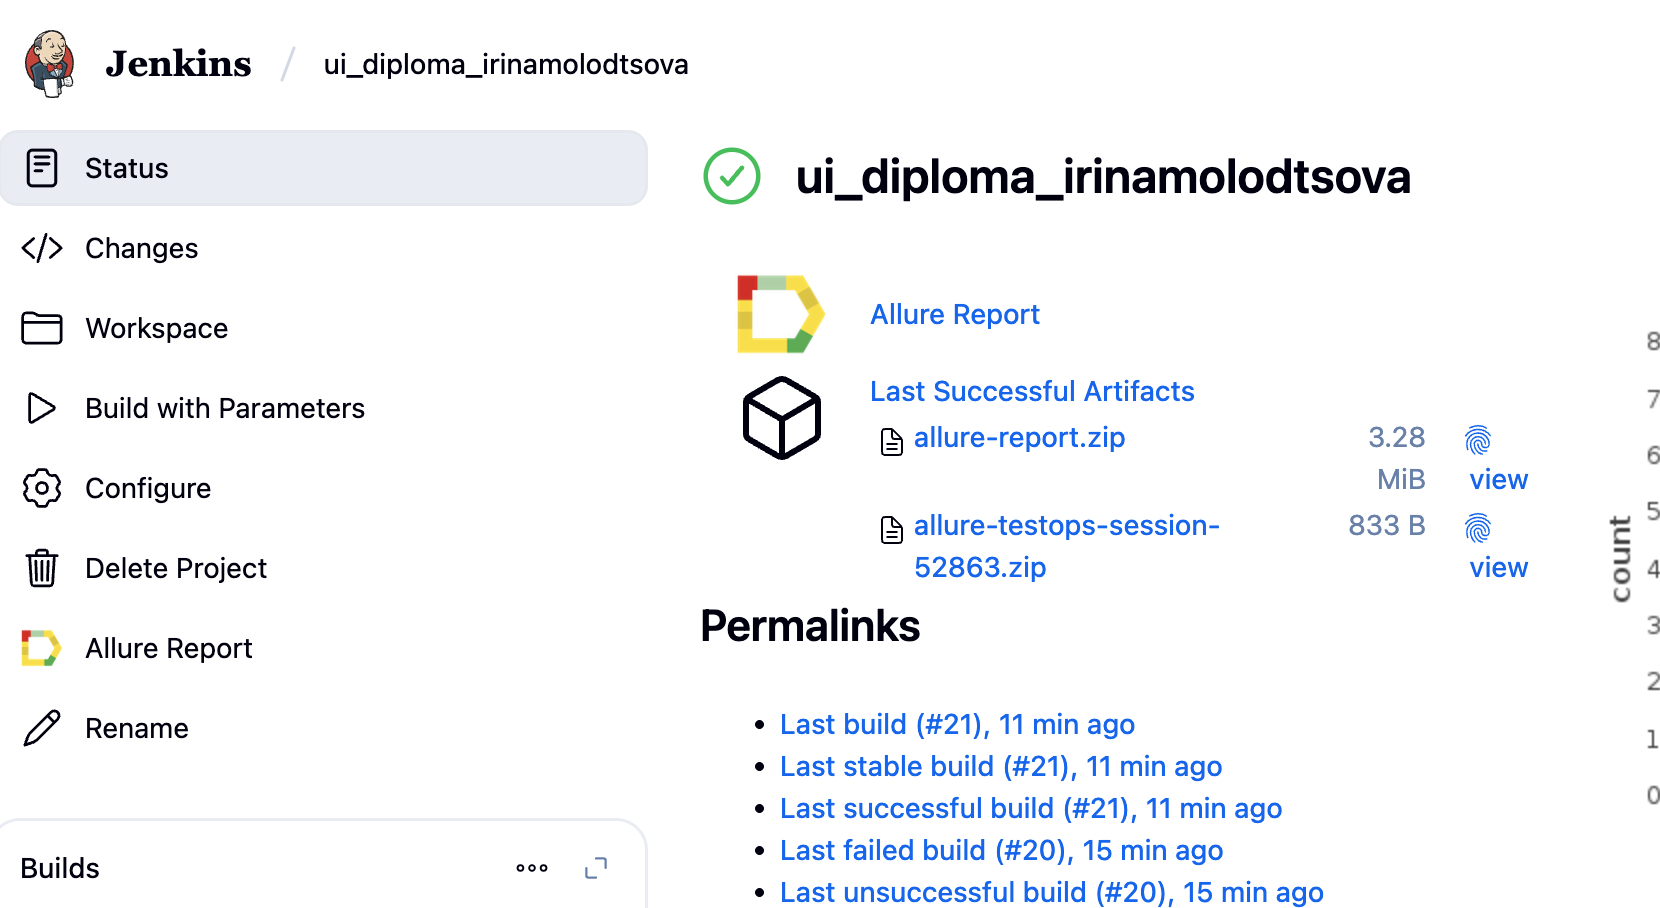 Jenkins / ui_diploma_irinamolodtsova
Status
Changes
Workspace
Build with Parameters
Configure
Delete Project
Allure Report
Rename
Builds
ui_diploma_irinamolodtsova
Allure Report
Last Successful Artifacts
allure-report.zip 3.28 MiB view
allure-testops-session-52863.zip 833 B view
Permalinks
• Last build (#21), 11 min ago
• Last stable build (#21), 11 min ago
• Last successful build (#21), 11 min ago
• Last failed build (#20), 15 min ago
• Last unsuccessful build (#20), 15 min ago
count
8
7
6
5
4
3
2
1
0